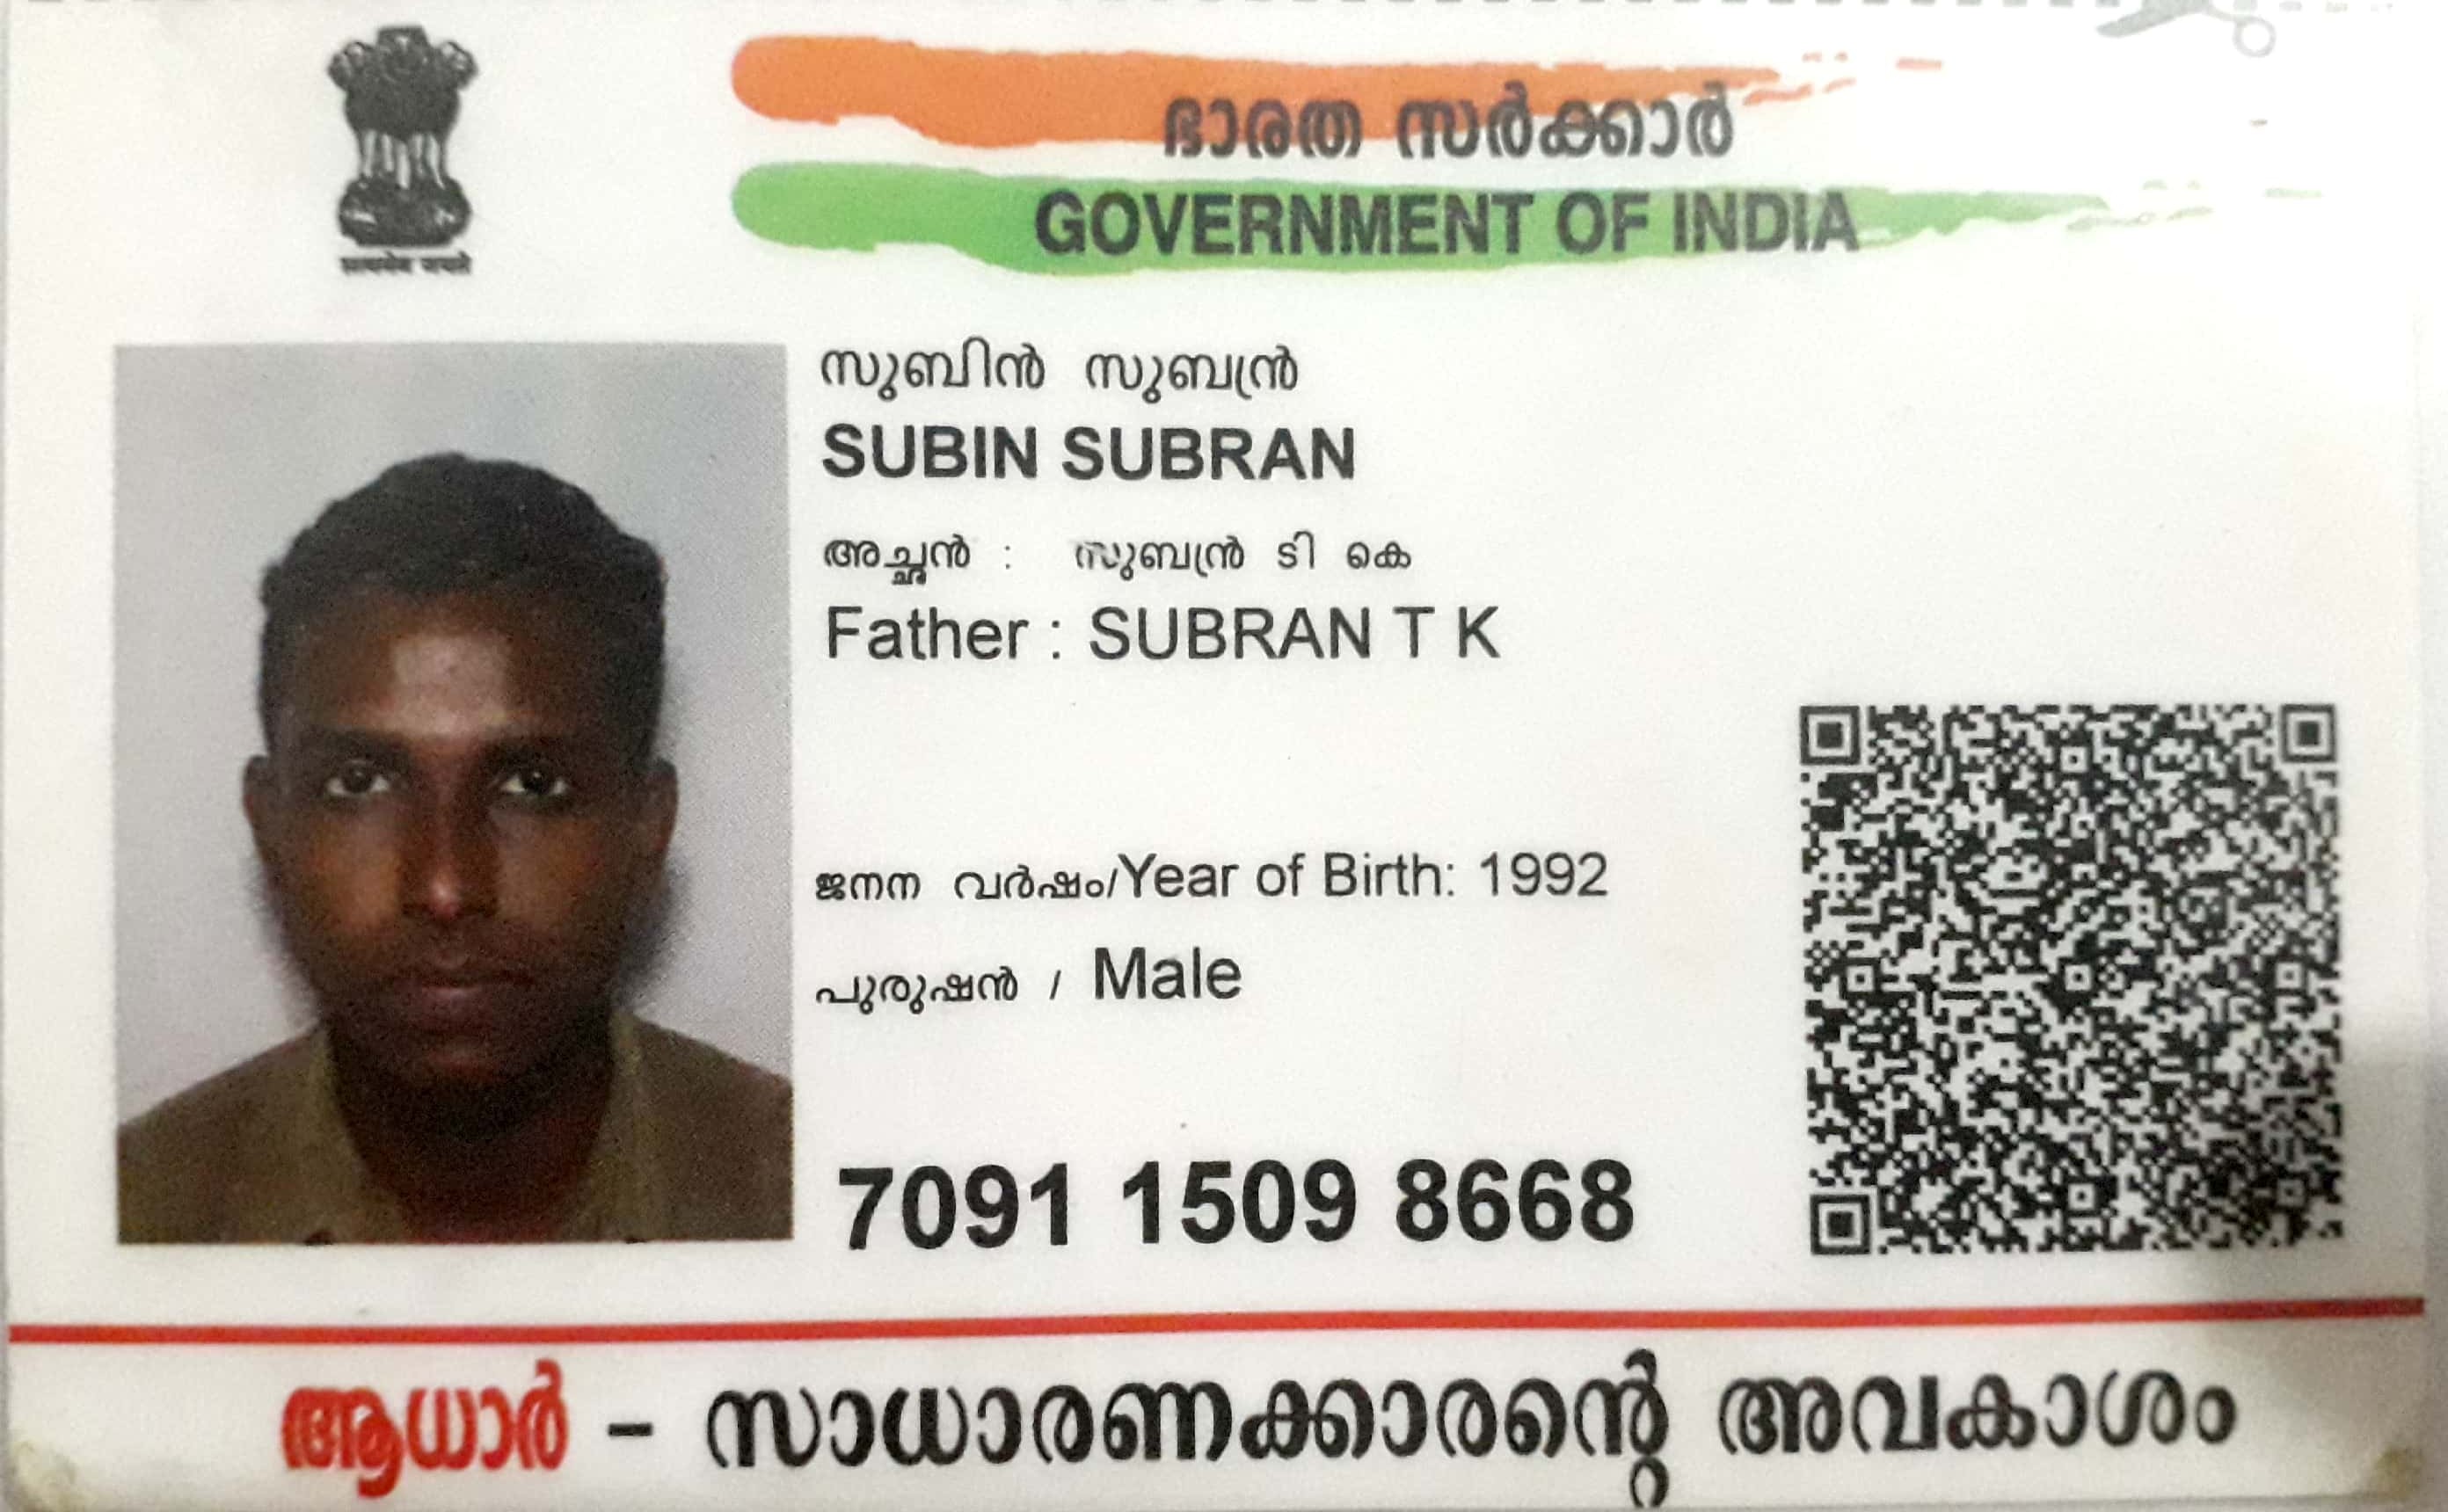 सत्यमेव जयते
ഭാരത സർക്കാർ
GOVERNMENT OF INDIA
സുബിൻ സുബ്രൻ
SUBIN SUBRAN
അച്ഛൻ : സുബ്രൻ ടി കെ
Father : SUBRAN T K
ജനന വർഷം/Year of Birth: 1992
പുരുഷൻ / Male
7091 1509 8668
ആധാർ – സാധാരണക്കാരന്റെ അവകാശം